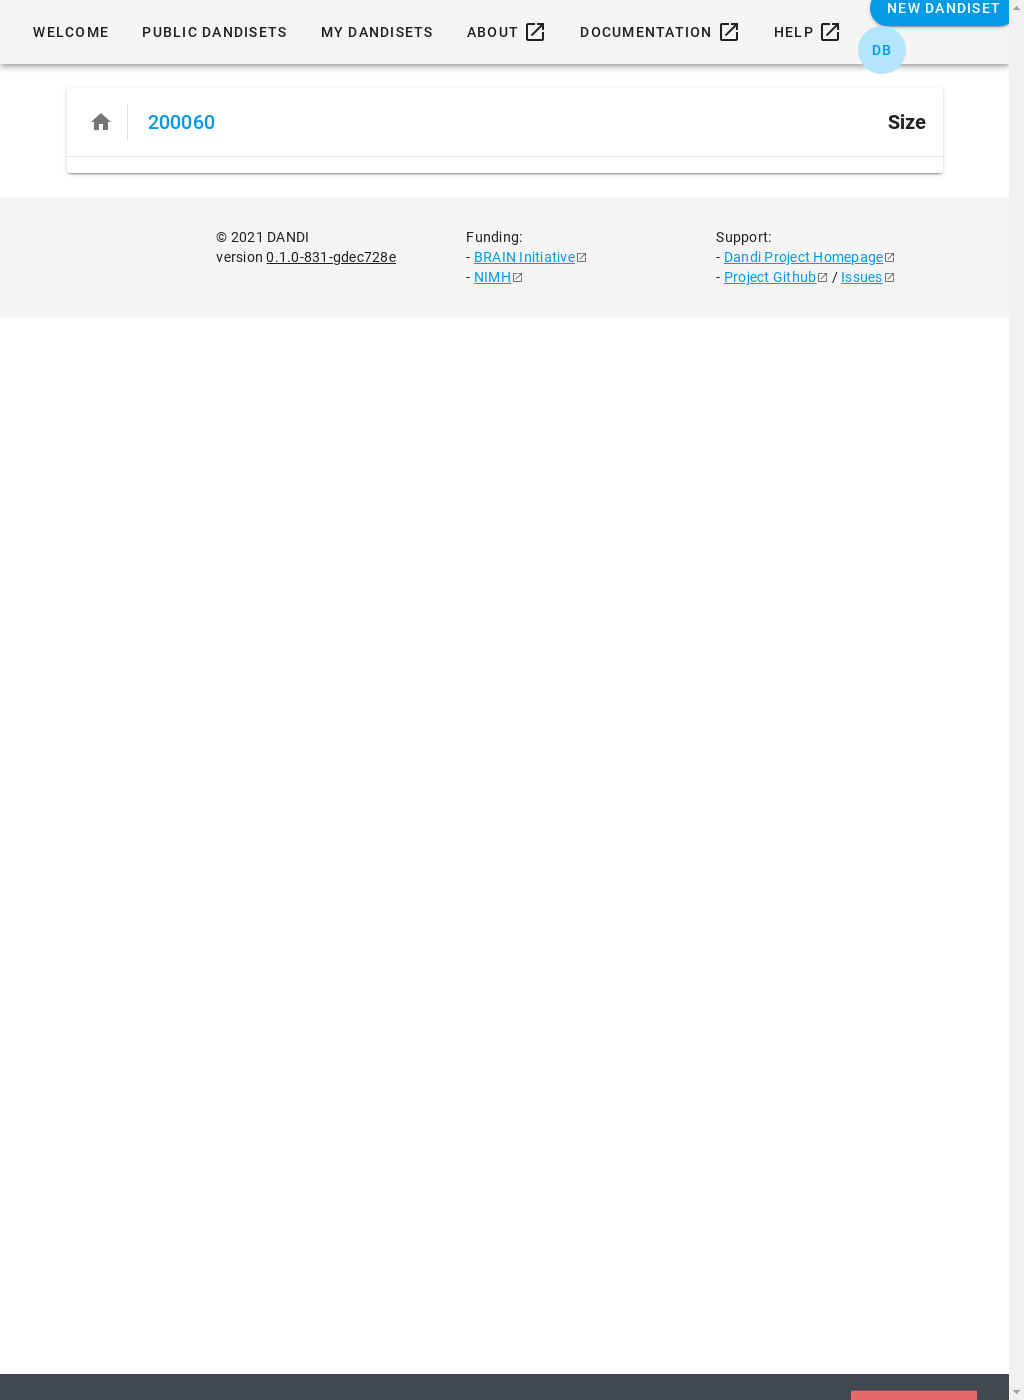 NEW DANDISET
WELCOME PUBLIC DANDISETS MY DANDISETS ABOUT DOCUMENTATION HELP
DB
200060 Size
© 2021 DANDI
version 0.1.0-831-gdec728e
Funding:
- BRAIN Initiative
- NIMH
Support:
- Dandi Project Homepage
- Project Github / Issues